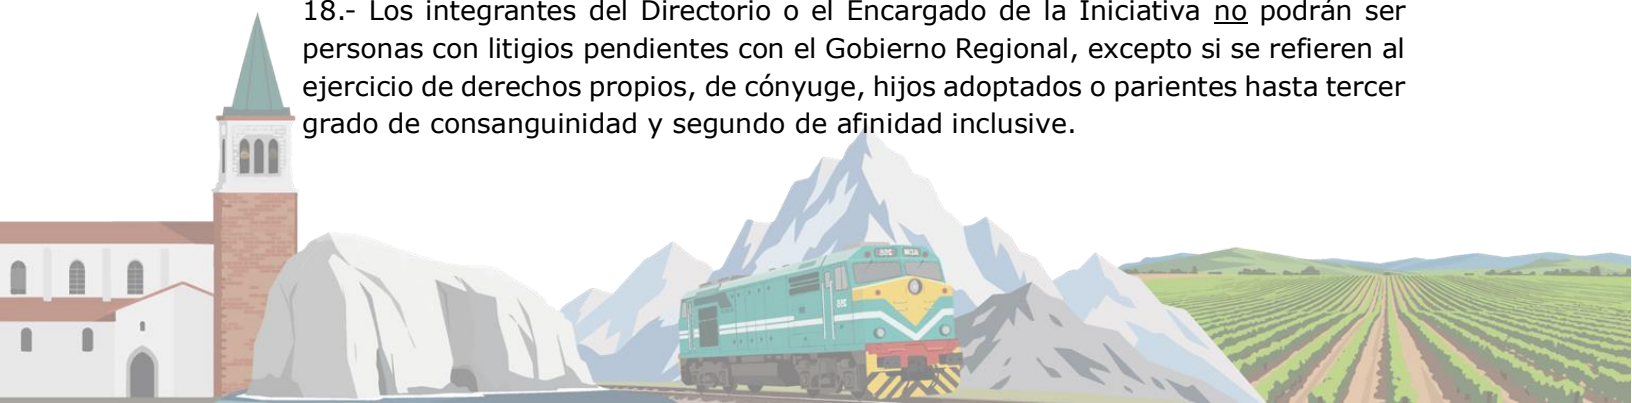 18.- Los integrantes del Directorio o el Encargado de la Iniciativa no podrán ser
personas con litigios pendientes con el Gobierno Regional, excepto si se refieren al
ejercicio de derechos propios, de cónyuge, hijos adoptados o parientes hasta tercer
grado de consanguinidad y segundo de afinidad inclusive.